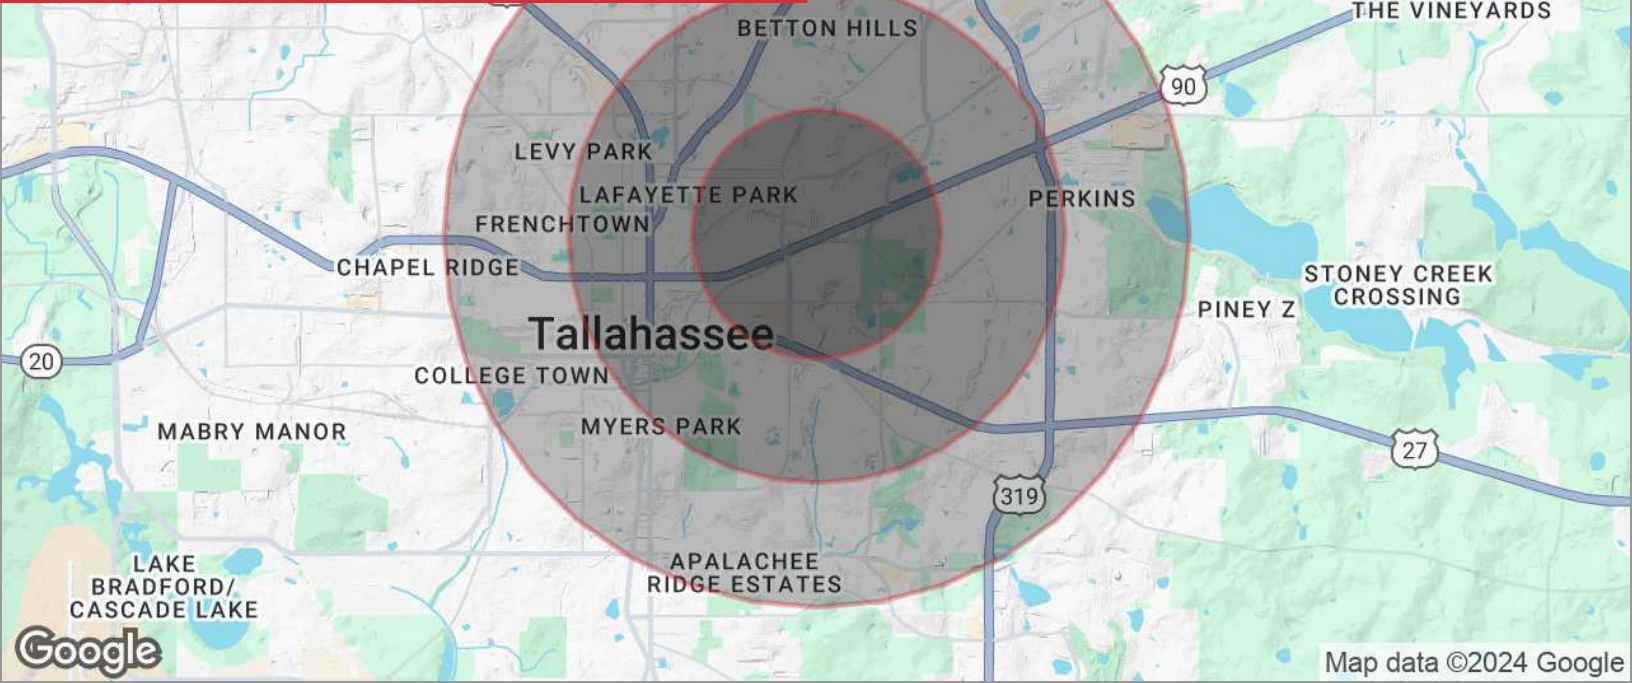 THE VINEYARDS
BETTON HILLS
90
LEVY PARK
LAFAYETTE PARK
PERKINS
FRENCHTOWN
CHAPEL RIDGE
STONEY CREEK
CROSSING
PINEY Z
Tallahassee
20
COLLEGE TOWN
MYERS PARK
MABRY MANOR
27
319
APALACHEE
RIDGE ESTATES
LAKE
BRADFORD/
CASCADE LAKE
Google
Map data ©2024 Google